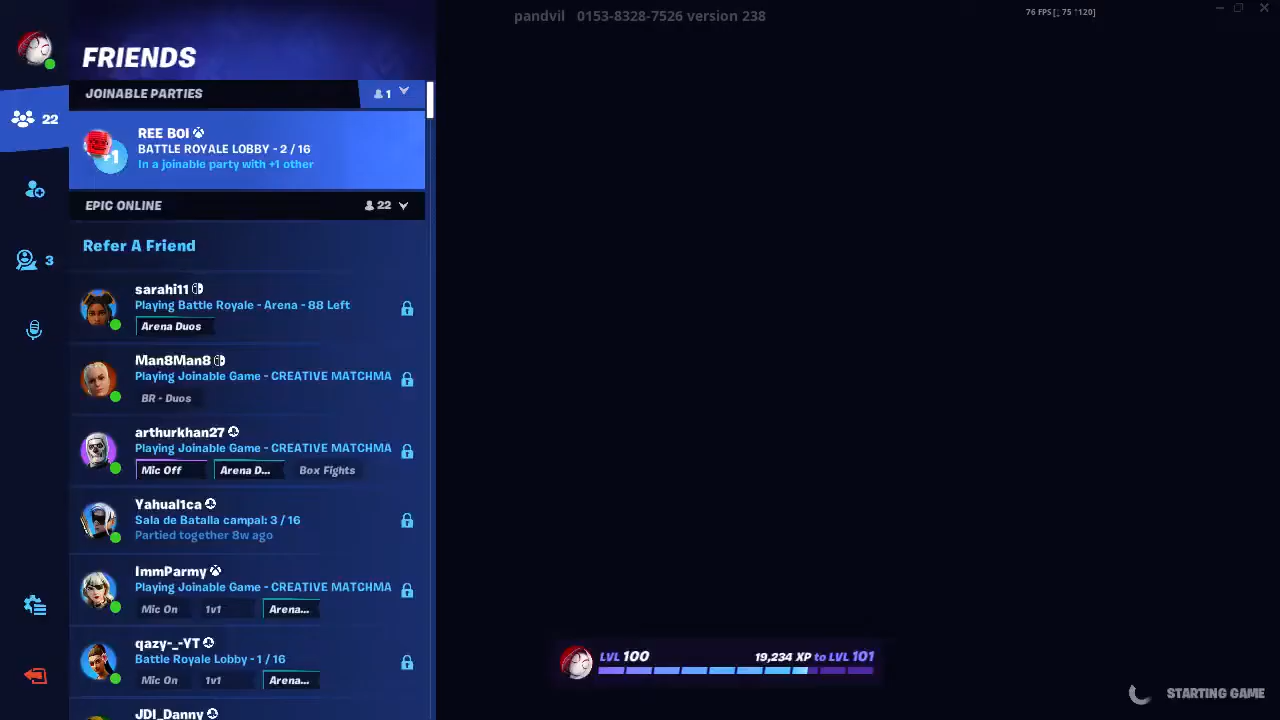 pandvil 0153-8328-7526 version 238
76 FPS[↓75 ↑120]
FRIENDS
22
3
JOINABLE PARTIES
1
REE BOI
+1
BATTLE ROYALE LOBBY - 2 / 16
In a joinable party with +1 other
EPIC ONLINE
22
Refer A Friend
sarahi11
Playing Battle Royale - Arena - 88 Left
Arena Duos
Man8Man8
Playing Joinable Game - CREATIVE MATCHMA
BR - Duos
arthurkhan27
Playing Joinable Game - CREATIVE MATCHMA
Mic Off Arena D... Box Fights
Yahual1ca
Sala de Batalla campal: 3 / 16
Partied together 8w ago
ImmParmy
Playing Joinable Game - CREATIVE MATCHMA
Mic On 1v1 Arena...
qazy-_-YT
Battle Royale Lobby - 1 / 16
Mic On 1v1 Arena...
JDI_Danny
LVL 100 19,234 XP to LVL 101
STARTING GAME